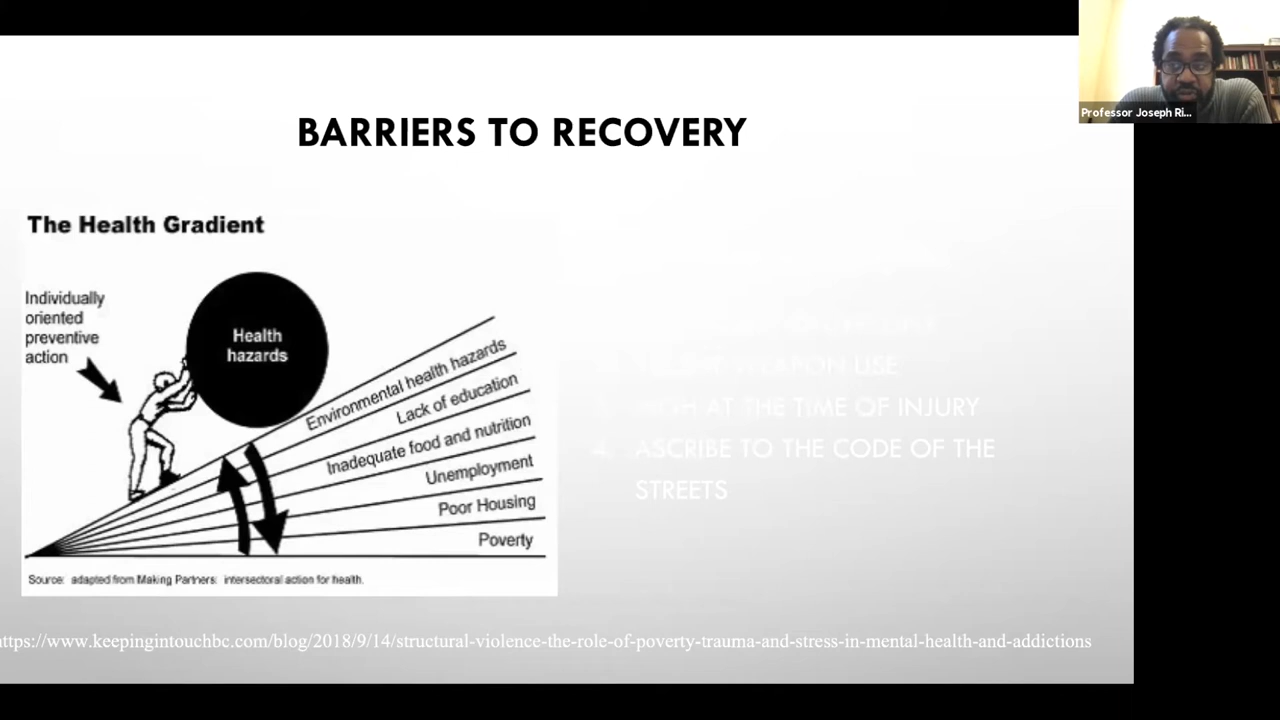 Professor Joseph Ri...
BARRIERS TO RECOVERY
The Health Gradient
Individually
oriented
preventive
action
Health
hazards
Environmental health hazards
Lack of education
Inadequate food and nutrition
Unemployment
Poor Housing
Poverty
Source: adapted from Making Partners: intersectoral action for health.
WEAPON USE
AT THE TIME OF INJURY
4. ASCRIBE TO THE CODE OF THE
STREETS
https://www.keepingintouchbc.com/blog/2018/9/14/structural-violence-the-role-of-poverty-trauma-and-stress-in-mental-health-and-addictions